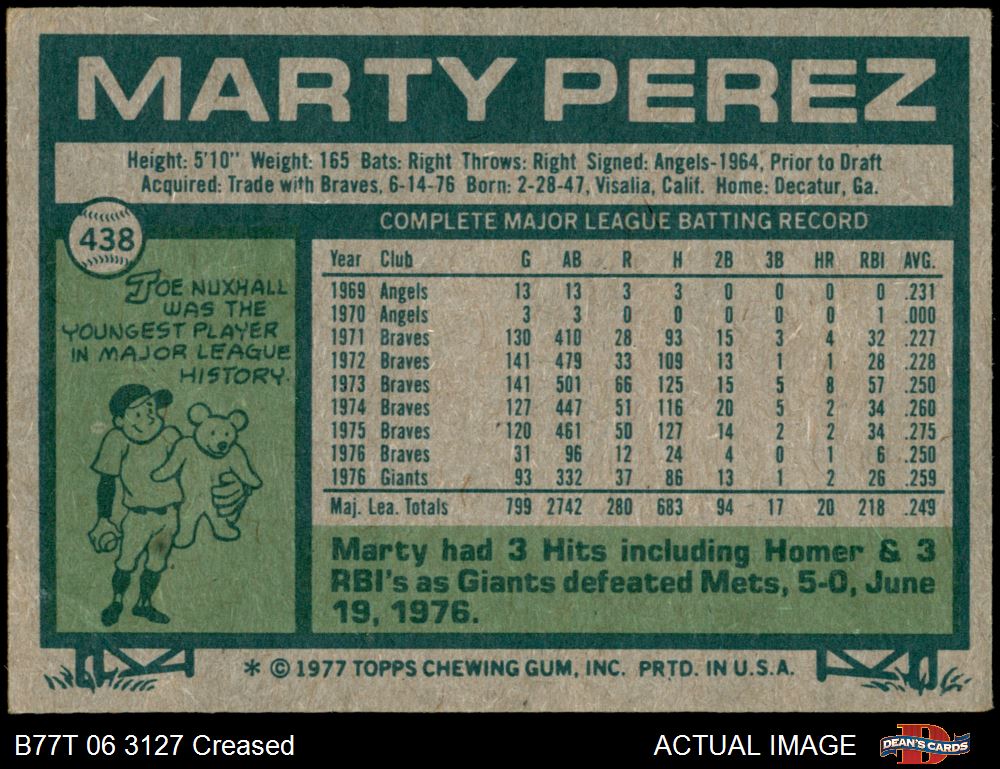 MARTY PEREZ
Height: 5'10" Weight: 165 Bats: Right Throws: Right Signed: Angels-1964, Prior to Draft
Acquired: Trade with Braves, 6-14-76 Born: 2-28-47, Visalia, Calif. Home: Decatur, Ga.
438
COMPLETE MAJOR LEAGUE BATTING RECORD
JOE NUXHALL
WAS THE
YOUNGEST PLAYER
IN MAJOR LEAGUE
HISTORY.
Year Club G AB R H 2B 3B HR RBI AVG.
1969 Angels 13 13 3 3 0 0 0 0 .231
1970 Angels 3 3 0 0 0 0 0 1 .000
1971 Braves 130 410 28 93 15 3 4 32 .227
1972 Braves 141 479 33 109 13 1 1 28 .228
1973 Braves 141 501 66 125 15 5 8 57 .250
1974 Braves 127 447 51 116 20 5 2 34 .260
1975 Braves 120 461 50 127 14 2 2 34 .275
1976 Braves 31 96 12 24 4 0 1 6 .250
1976 Giants 93 332 37 86 13 1 2 26 .259
Maj. Lea. Totals 799 2742 280 683 94 17 20 218 .249
Marty had 3 Hits including Homer & 3
RBI's as Giants defeated Mets, 5-0, June
19, 1976.
* © 1977 TOPPS CHEWING GUM, INC. PRTD. IN U.S.A.
B77T 06 3127 Creased
ACTUAL IMAGE
D
DEAN'S CARDS